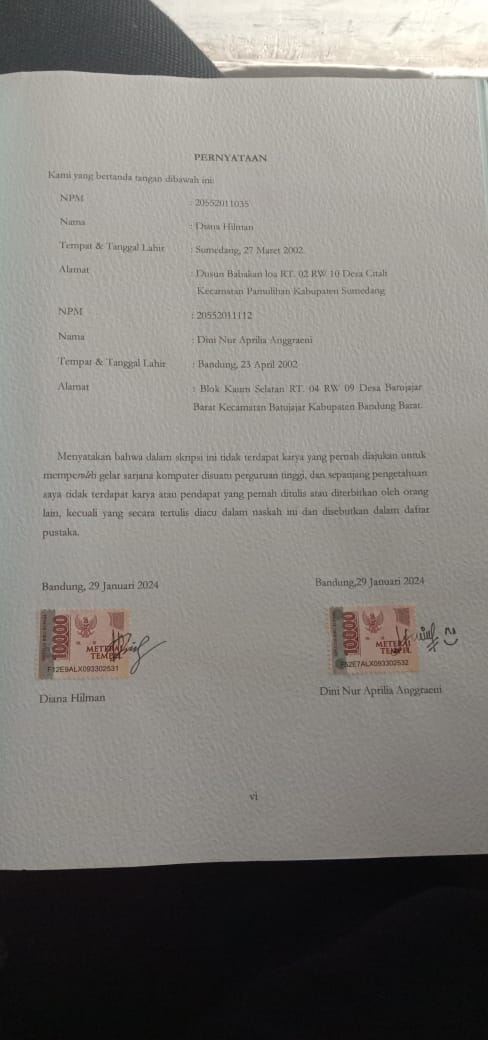 PERNYATAAN
Kami yang bertanda tangan dibawah ini:
NPM : 20552011035
Nama : Diana Hilman
Tempat & Tanggal Lahir : Sumedang, 27 Maret 2002
Alamat : Dusun Babakan loa RT. 02 RW 10 Desa Citali
Kecamatan Pamulihan Kabupaten Sumedang
NPM : 20552011112
Nama : Dini Nur Aprilia Anggraeni
Tempat & Tanggal Lahir : Bandung, 23 April 2002
Alamat : Blok Kaum Selatan RT. 04 RW 09 Desa Batujajar
Barat Kecamatan Batujajar Kabupaten Bandung Barat.
Menyatakan bahwa dalam skripsi ini tidak terdapat karya yang pernah diajukan untuk
memperoleh gelar sarjana komputer disuatu perguruan tinggi, dan sepanjang pengetahuan
saya tidak terdapat karya atau pendapat yang pernah ditulis atau diterbitkan oleh orang
lain, kecuali yang secara tertulis diacu dalam naskah ini dan disebutkan dalam daftar
pustaka.
Bandung, 29 Januari 2024 Bandung,29 Januari 2024
10000 METERAI TEMPEL 10000 METERAI TEMPEL
F12E9ALX093302531 F52E7ALX093302532
Diana Hilman Dini Nur Aprilia Anggraeni
vi